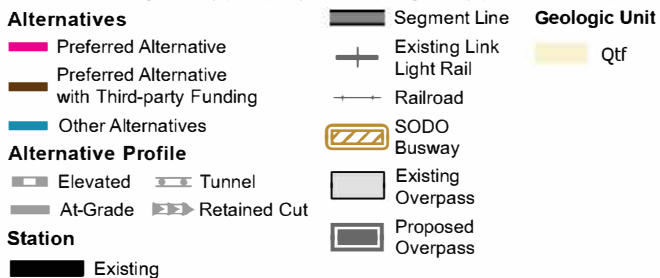 Alternatives
Preferred Alternative
Preferred Alternative
with Third-party Funding
Other Alternatives
Alternative Profile
Elevated
Tunnel
At-Grade
Retained Cut
Station
Existing
Segment Line
Existing Link
Light Rail
Railroad
SODO
Busway
Existing
Overpass
Proposed
Overpass
Geologic Unit
Qtf